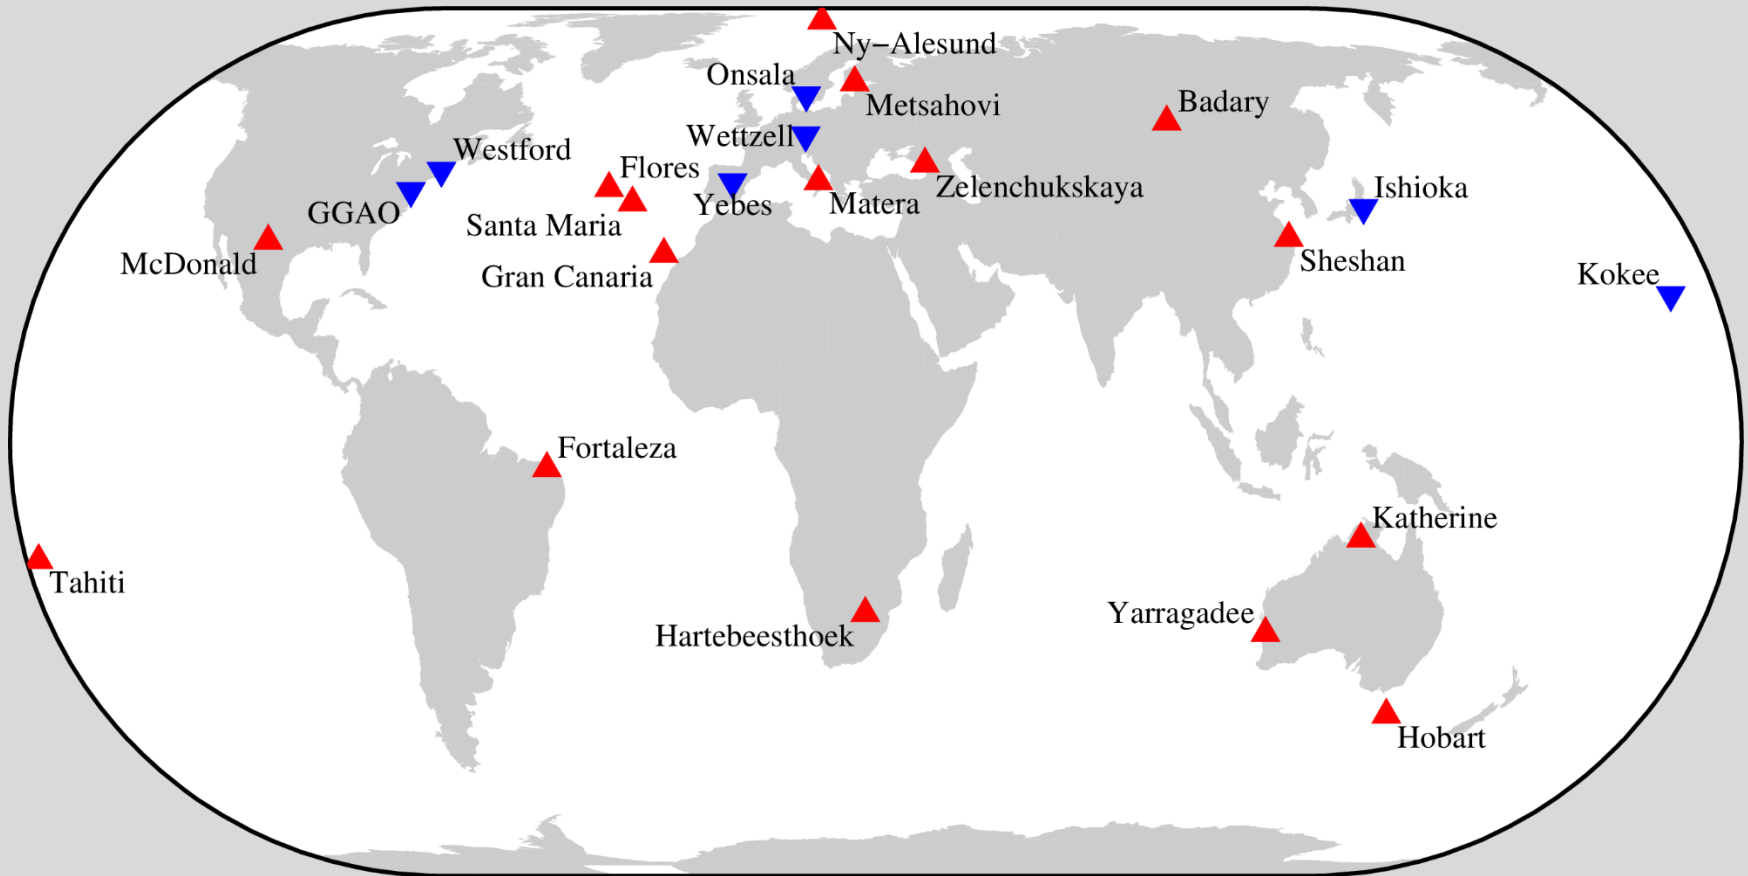 Ny−Alesund
Onsala
Metsahovi
Badary
Wettzell
Westford
Flores
Zelenchukskaya
Ishioka
Yebes
Matera
GGAO
Santa Maria
McDonald
Gran Canaria
Sheshan
Kokee
Fortaleza
Katherine
Tahiti
Yarragadee
Hartebeesthoek
Hobart